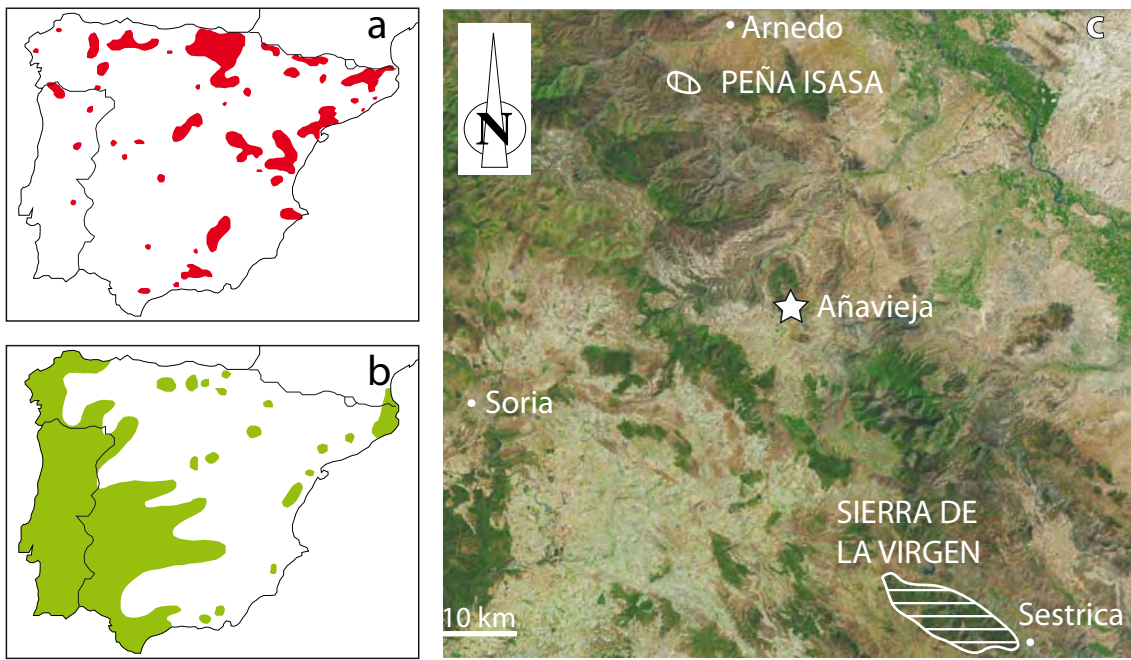 a
b
c
N
Arnedo
PEÑA ISASA
Añavieja
Soria
SIERRA DE
LA VIRGEN
Sestrica
10 km